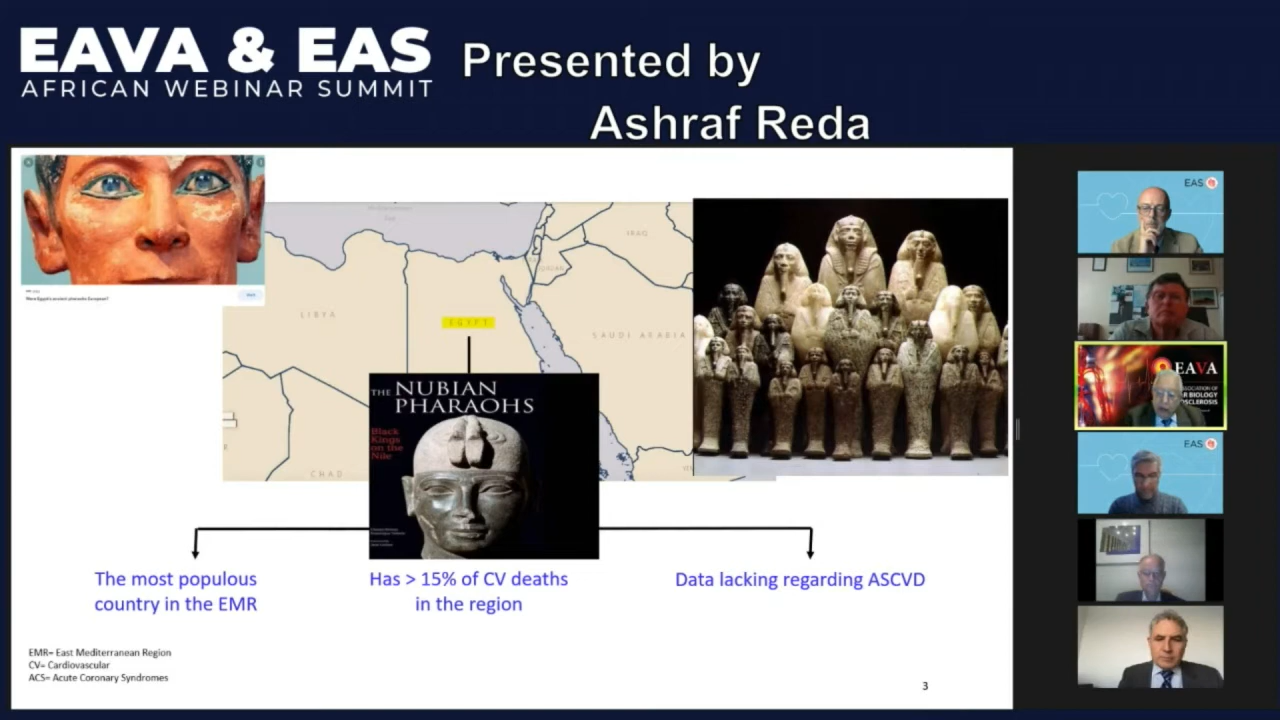 EAVA & EAS
AFRICAN WEBINAR SUMMIT
Presented by
Ashraf Reda
EAS
IRAQ
LIBYA
EGYPT
SAUDI ARABIA
CHAD
THE NUBIAN
PHARAOHS
Black
Kings
on the
Nile
EAVA
BIOLOGY
EAS
The most populous
country in the EMR
Has > 15% of CV deaths
in the region
Data lacking regarding ASCVD
EMR= East Mediterranean Region
CV= Cardiovascular
ACS= Acute Coronary Syndromes
3